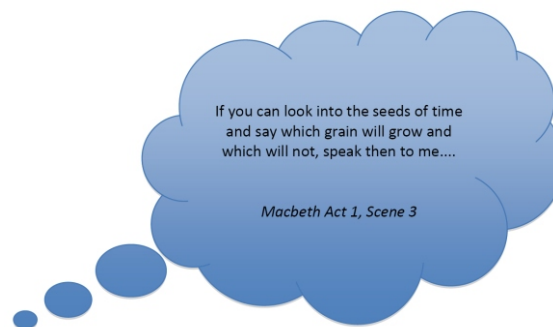 If you can look into the seeds of time
and say which grain will grow and
which will not, speak then to me....
Macbeth Act 1, Scene 3